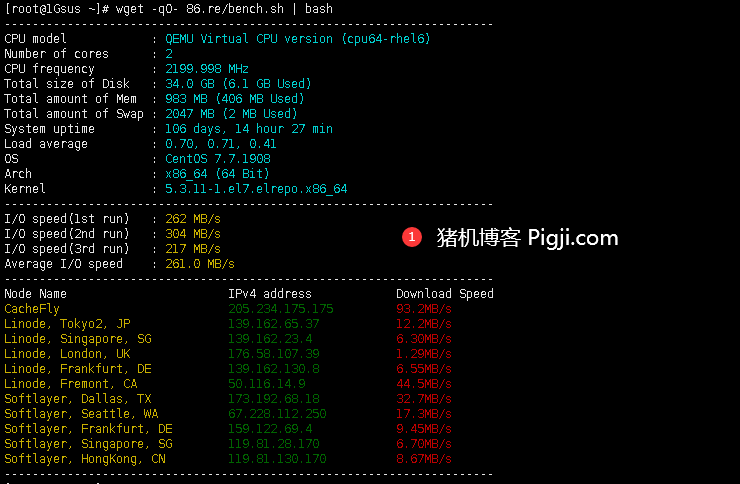 [root@1Gsus ~]# wget -qO- 86.re/bench.sh | bash
----------------------------------------------------------------------
CPU model            : QEMU Virtual CPU version (cpu64-rhel6)
Number of cores      : 2
CPU frequency        : 2199.998 MHz
Total size of Disk   : 34.0 GB (6.1 GB Used)
Total amount of Mem  : 983 MB (406 MB Used)
Total amount of Swap : 2047 MB (2 MB Used)
System uptime        : 106 days, 14 hour 27 min
Load average         : 0.70, 0.71, 0.41
OS                   : CentOS 7.7.1908
Arch                 : x86_64 (64 Bit)
Kernel               : 5.3.11-1.el7.elrepo.x86_64
----------------------------------------------------------------------
I/O speed(1st run)   : 262 MB/s
I/O speed(2nd run)   : 304 MB/s
1 猪机博客 Pigji.com
I/O speed(3rd run)   : 217 MB/s
Average I/O speed    : 261.0 MB/s
----------------------------------------------------------------------
Node Name                       IPv4 address            Download Speed
CacheFly                        205.234.175.175         93.2MB/s
Linode, Tokyo2, JP              139.162.65.37           12.2MB/s
Linode, Singapore, SG           139.162.23.4            6.30MB/s
Linode, London, UK              176.58.107.39           1.29MB/s
Linode, Frankfurt, DE           139.162.130.8           6.55MB/s
Linode, Fremont, CA             50.116.14.9             44.5MB/s
Softlayer, Dallas, TX           173.192.68.18           32.7MB/s
Softlayer, Seattle, WA          67.228.112.250          17.3MB/s
Softlayer, Frankfurt, DE        159.122.69.4            9.45MB/s
Softlayer, Singapore, SG        119.81.28.170           8.70MB/s
Softlayer, HongKong, CN         119.81.130.170          8.67MB/s
----------------------------------------------------------------------